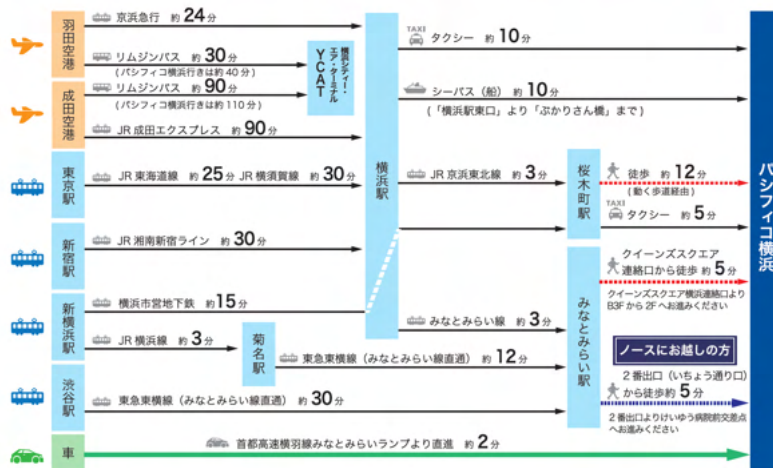 羽田空港
京浜急行 約24分
リムジンバス 約30分
(パシフィコ横浜行きは約40分)
成田空港
リムジンバス 約90分
(パシフィコ横浜行きは約110分)
JR成田エクスプレス 約90分
横浜シティー・
エア・ターミナル
YCAT
東京駅
JR東海道線 約25分 JR横須賀線 約30分
新宿駅
JR湘南新宿ライン 約30分
新横浜駅
横浜市営地下鉄 約15分
JR横浜線 約3分
菊名駅
東急東横線(みなとみらい線直通) 約12分
渋谷駅
東急東横線(みなとみらい線直通) 約30分
車
首都高速横羽線みなとみらいランプより直進 約2分
横浜駅
TAXI
タクシー 約10分
シーバス(船) 約10分
(「横浜駅東口」より「ぷかりさん橋」まで)
JR京浜東北線 約3分
桜木町駅
徒歩 約12分
(動く歩道経由)
TAXI
タクシー 約5分
みなとみらい線 約3分
みなとみらい駅
クイーンズスクエア
連絡口から徒歩 約5分
クイーンズスクエア横浜連絡口より
B3Fから2Fへお進みください
ノースにお越しの方
2番出口(いちょう通り口)
から徒歩約5分
2番出口よりけいゆう病院前交差点
へお進みください
パシフィコ横浜